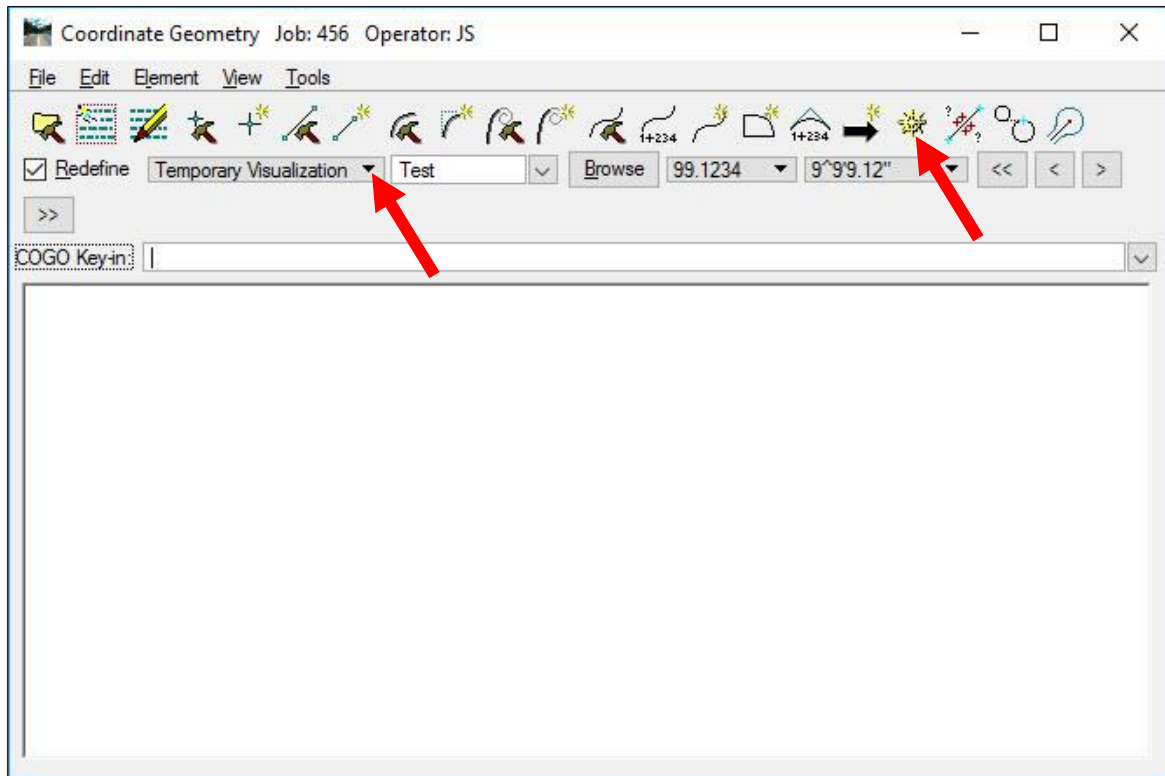 Coordinate Geometry Job: 456 Operator: JS
File Edit Element View Tools
1+234 1+234
Redefine Temporary Visualization Test Browse 99.1234 9^9'9.12" << < >
>>
COGO Key-in: